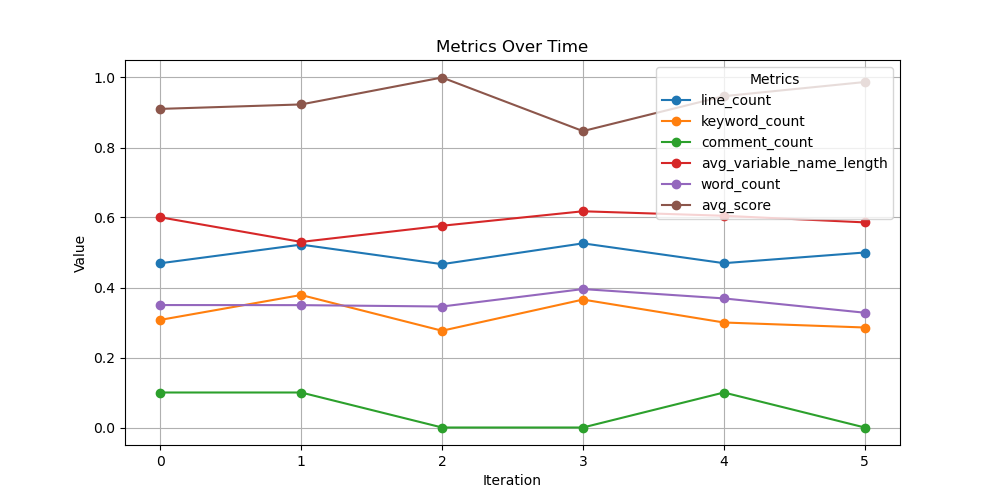 Metrics Over Time
Value
1.0
0.8
0.6
0.4
0.2
0.0
Metrics
line_count
keyword_count
comment_count
avg_variable_name_length
word_count
avg_score
0 1 2 3 4 5
Iteration